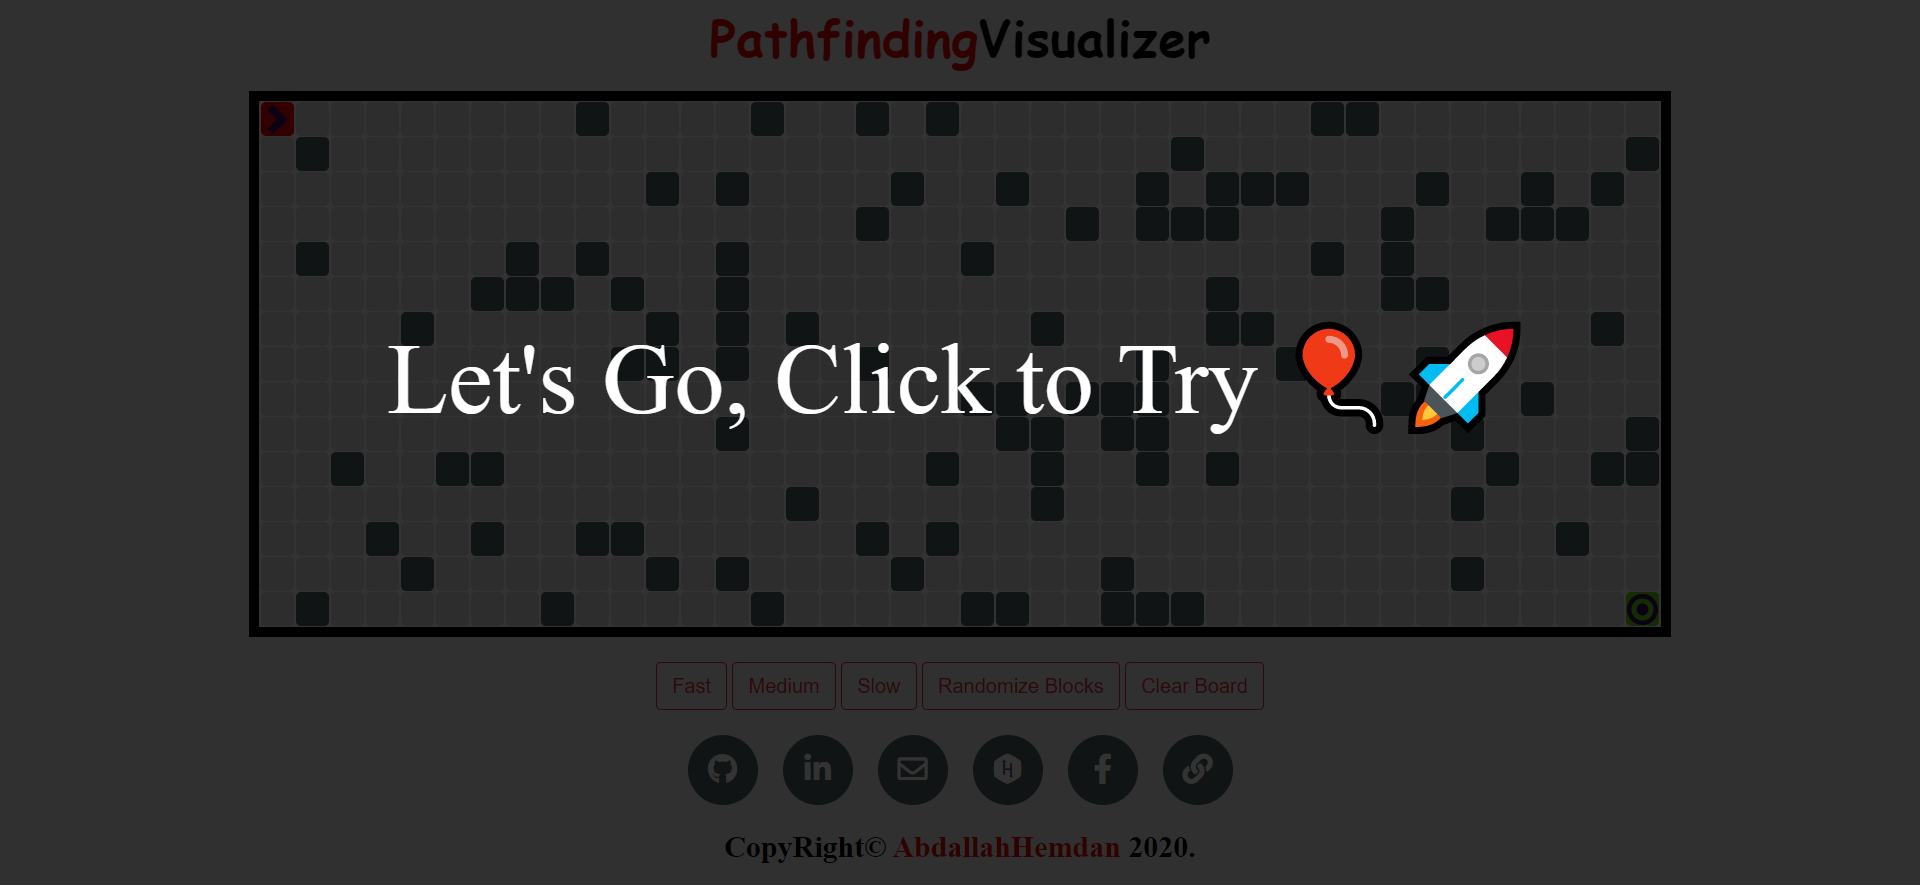 PathfindingVisualizer
Let's Go, Click to Try 🎈 🚀
Fast Medium Slow Randomize Blocks Clear Board
CopyRight© AbdallahHemdan 2020.